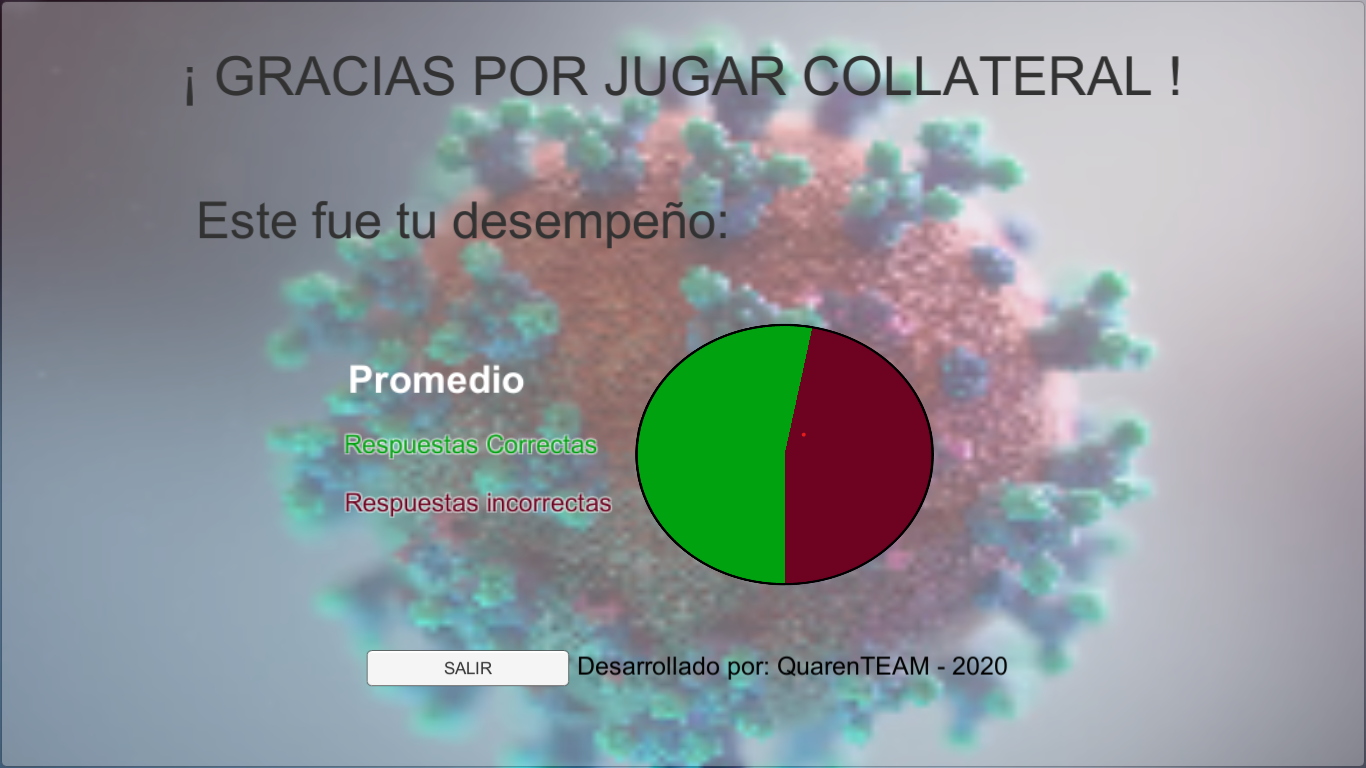 ¡ GRACIAS POR JUGAR COLLATERAL !
Este fue tu desempeño:
Promedio
Respuestas Correctas
Respuestas incorrectas
SALIR
Desarrollado por: QuarenTEAM - 2020